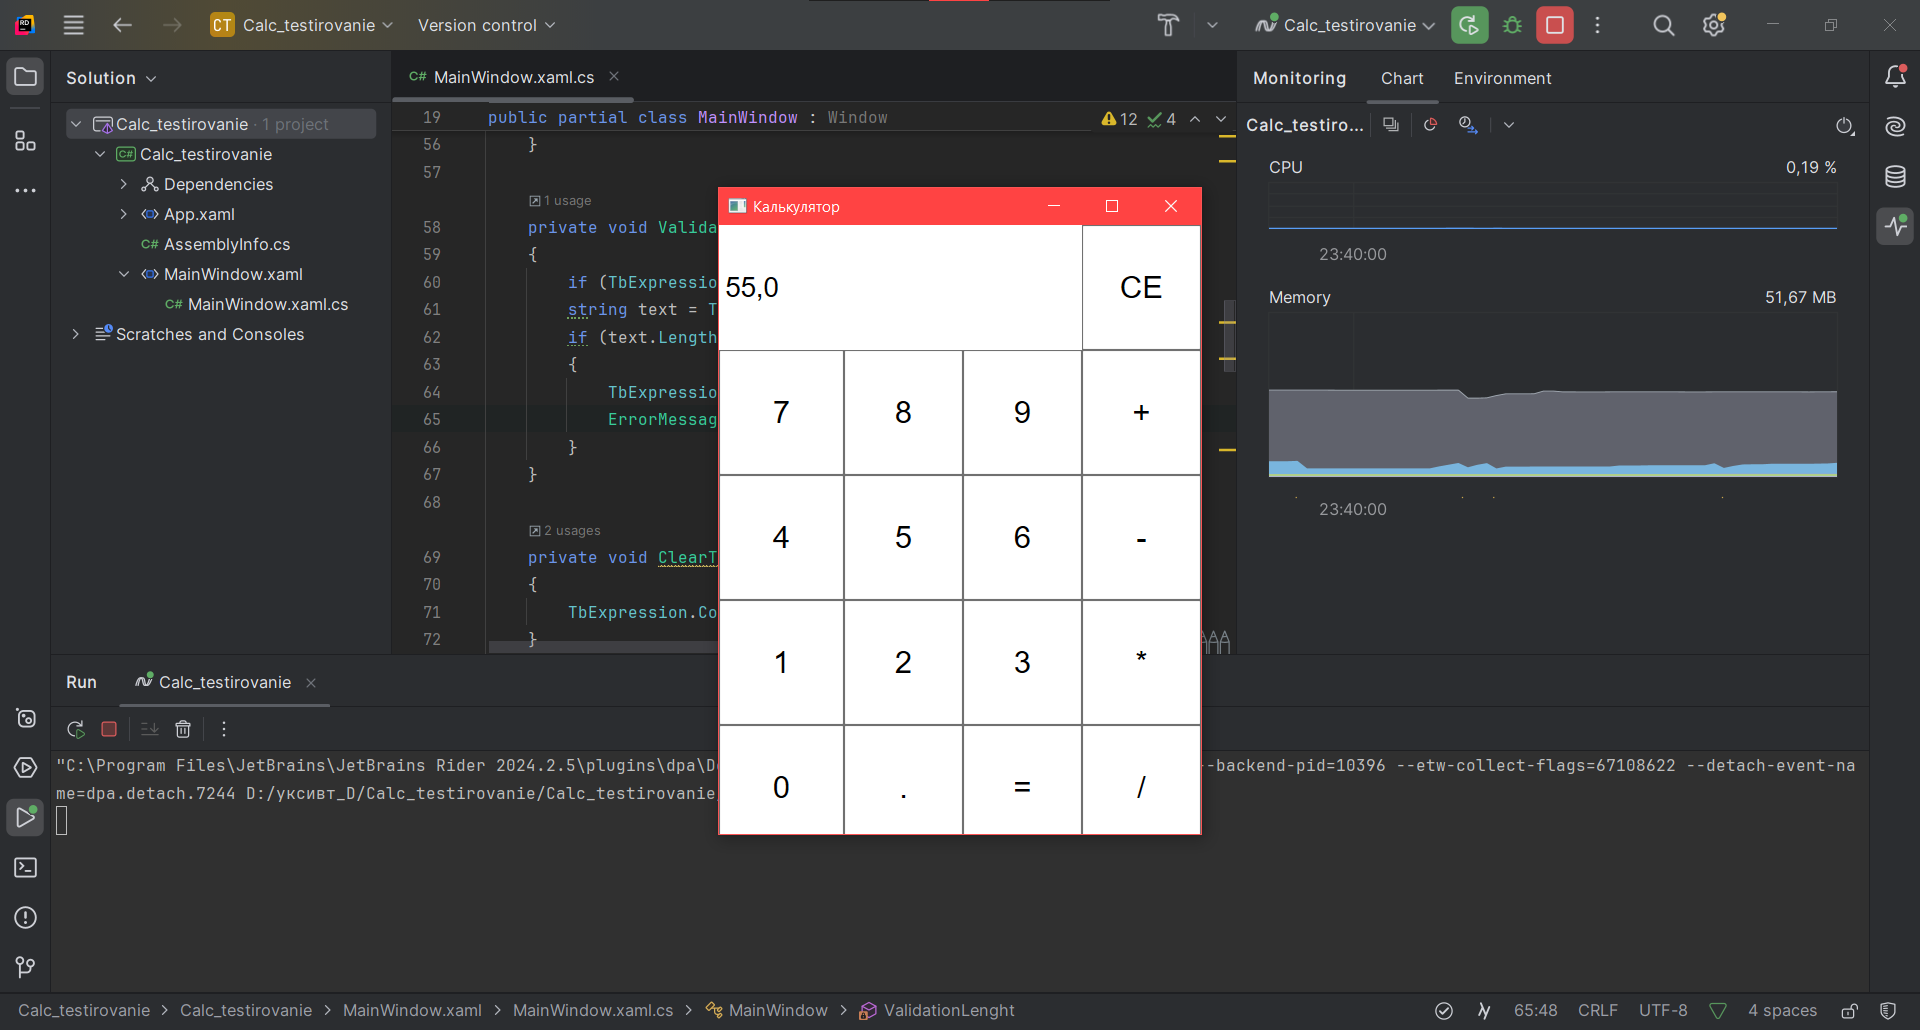 CT Calc_testirovanie Version control Calc_testirovanie
Solution
Calc_testirovanie · 1 project
Calc_testirovanie
Dependencies
App.xaml
C# AssemblyInfo.cs
MainWindow.xaml
C# MainWindow.xaml.cs
Scratches and Consoles
C# MainWindow.xaml.cs
19 public partial class MainWindow : Window 12 4
56 }
57
1 usage
58 private void Valida
59 {
60 if (TbExpressio
61 string text = T
62 if (text.Length
63 {
64 TbExpressio
65 ErrorMessag
66 }
67 }
68
2 usages
69 private void ClearT
70 {
71 TbExpression.Co
72 }
Калькулятор
55,0 CE
7 8 9 +
4 5 6 -
1 2 3 *
0 . = /
Monitoring Chart Environment
Calc_testiro...
CPU 0,19 %
23:40:00
Memory 51,67 MB
23:40:00
Run Calc_testirovanie
"C:\Program Files\JetBrains\JetBrains Rider 2024.2.5\plugins\dpa\D --backend-pid=10396 --etw-collect-flags=67108622 --detach-event-na
me=dpa.detach.7244 D:/уксивт_D/Calc_testirovanie/Calc_testirovanie
Calc_testirovanie > Calc_testirovanie > MainWindow.xaml > MainWindow.xaml.cs > MainWindow > ValidationLenght 65:48 CRLF UTF-8 4 spaces